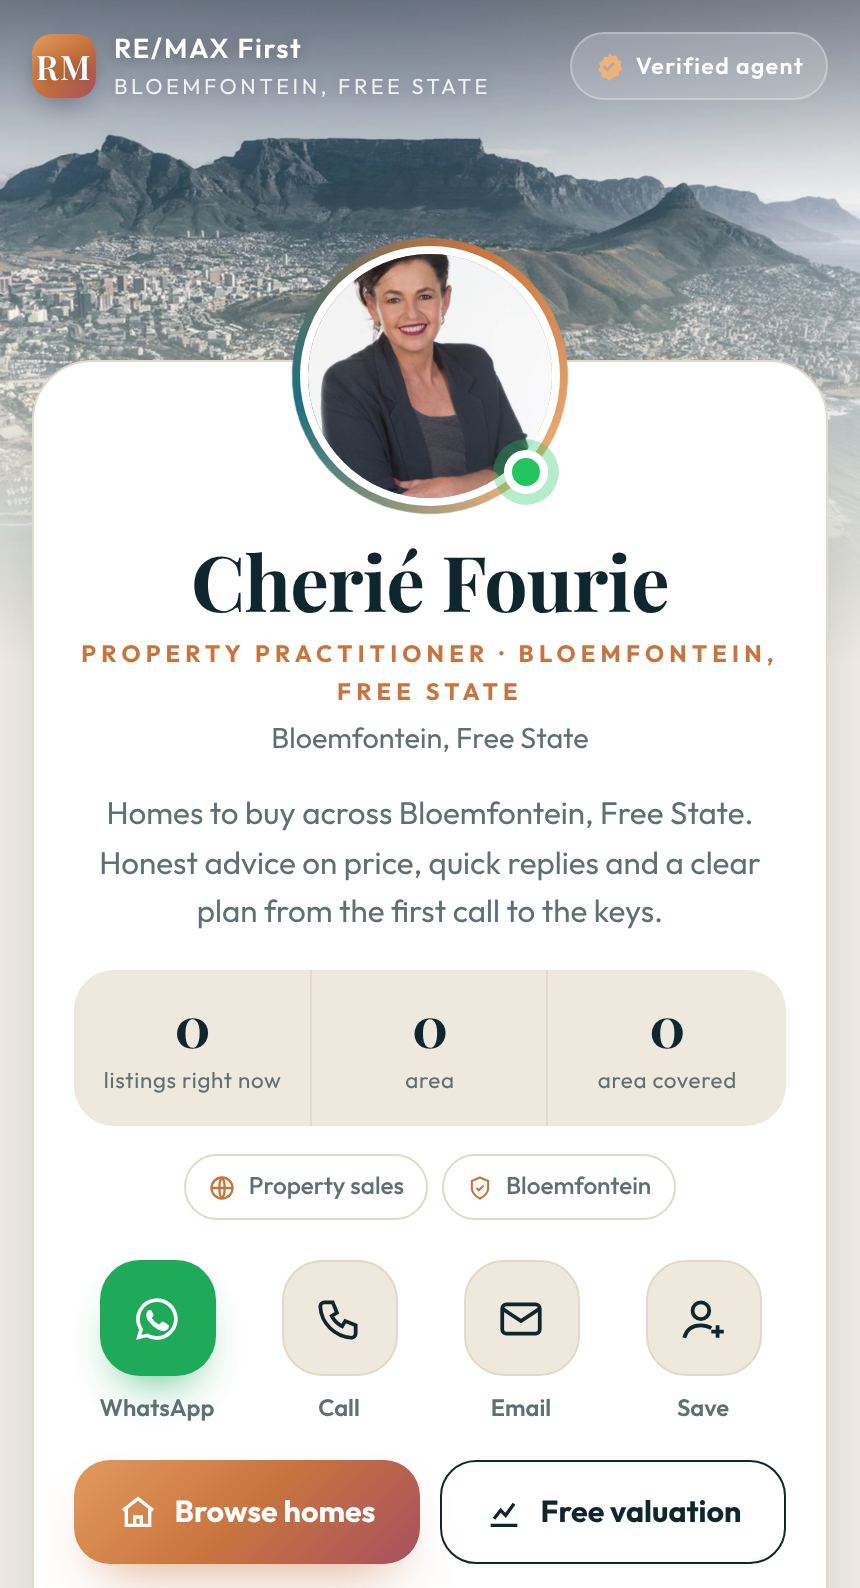 RM
RE/MAX First
BLOEMFONTEIN, FREE STATE
Verified agent
Cherié Fourie
PROPERTY PRACTITIONER · BLOEMFONTEIN,
FREE STATE
Bloemfontein, Free State
Homes to buy across Bloemfontein, Free State.
Honest advice on price, quick replies and a clear
plan from the first call to the keys.
0
listings right now
0
area
0
area covered
Property sales
Bloemfontein
WhatsApp
Call
Email
Save
Browse homes
Free valuation